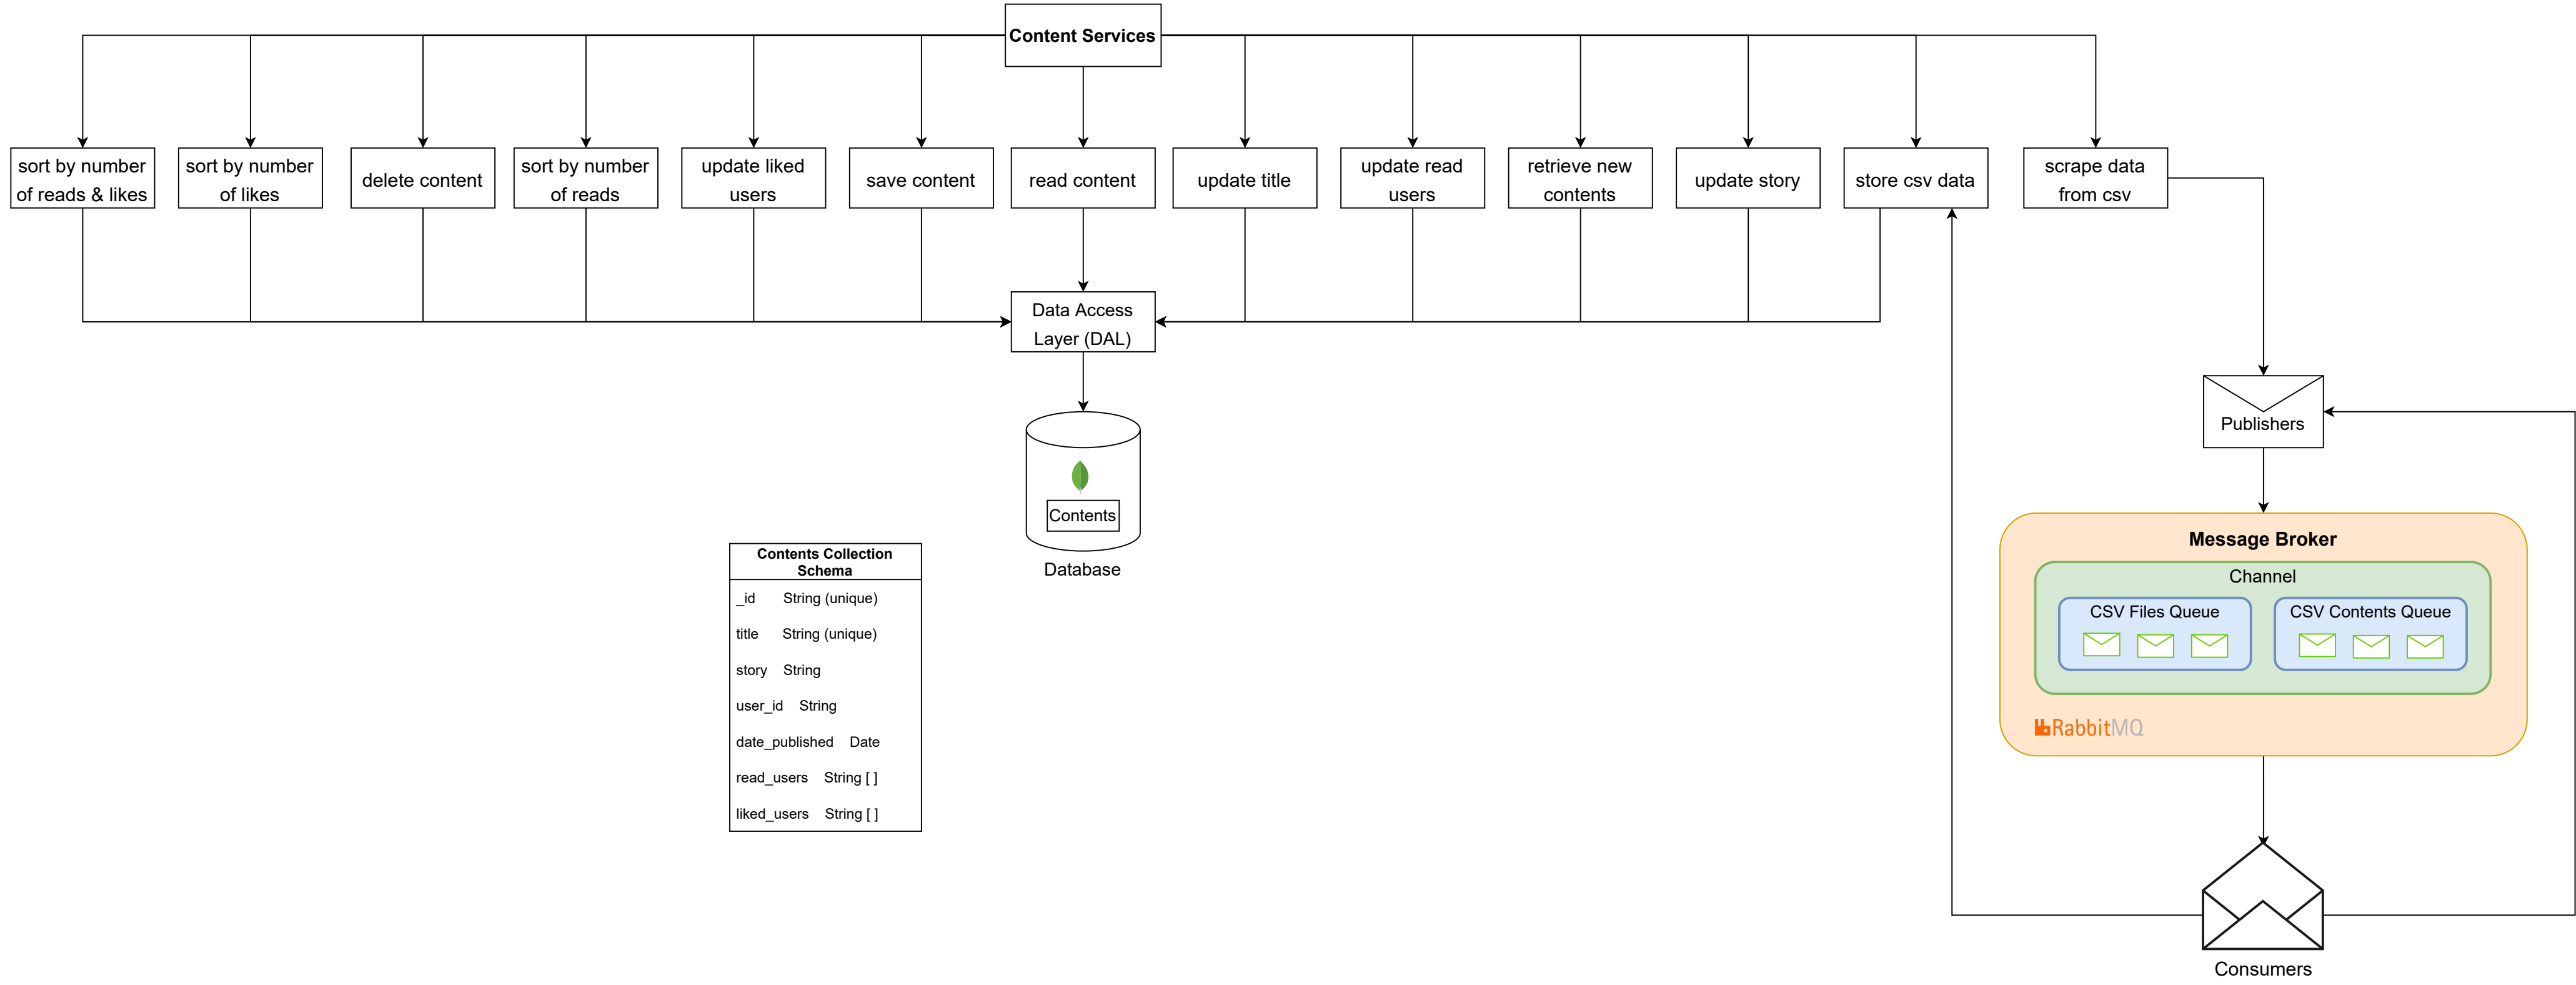 Content Services
sort by number
of reads & likes
sort by number
of likes
delete content
sort by number
of reads
update liked
users
save content
read content
update title
update read
users
retrieve new
contents
update story
store csv data
scrape data
from csv
Data Access
Layer (DAL)
Publishers
Contents
Database
Message Broker
Channel
CSV Files Queue
CSV Contents Queue
RabbitMQ
Contents Collection
Schema
_id String (unique)
title String (unique)
story String
user_id String
date_published Date
read_users String [ ]
liked_users String [ ]
Consumers